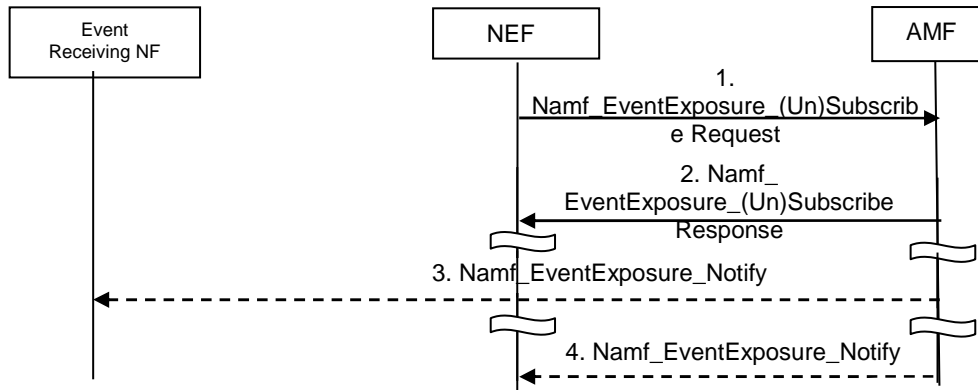 Event
Receiving NF
NEF
AMF
1.
Namf_EventExposure_(Un)Subscrib
e Request
2. Namf_
EventExposure_(Un)Subscribe
Response
3. Namf_EventExposure_Notify
4. Namf_EventExposure_Notify